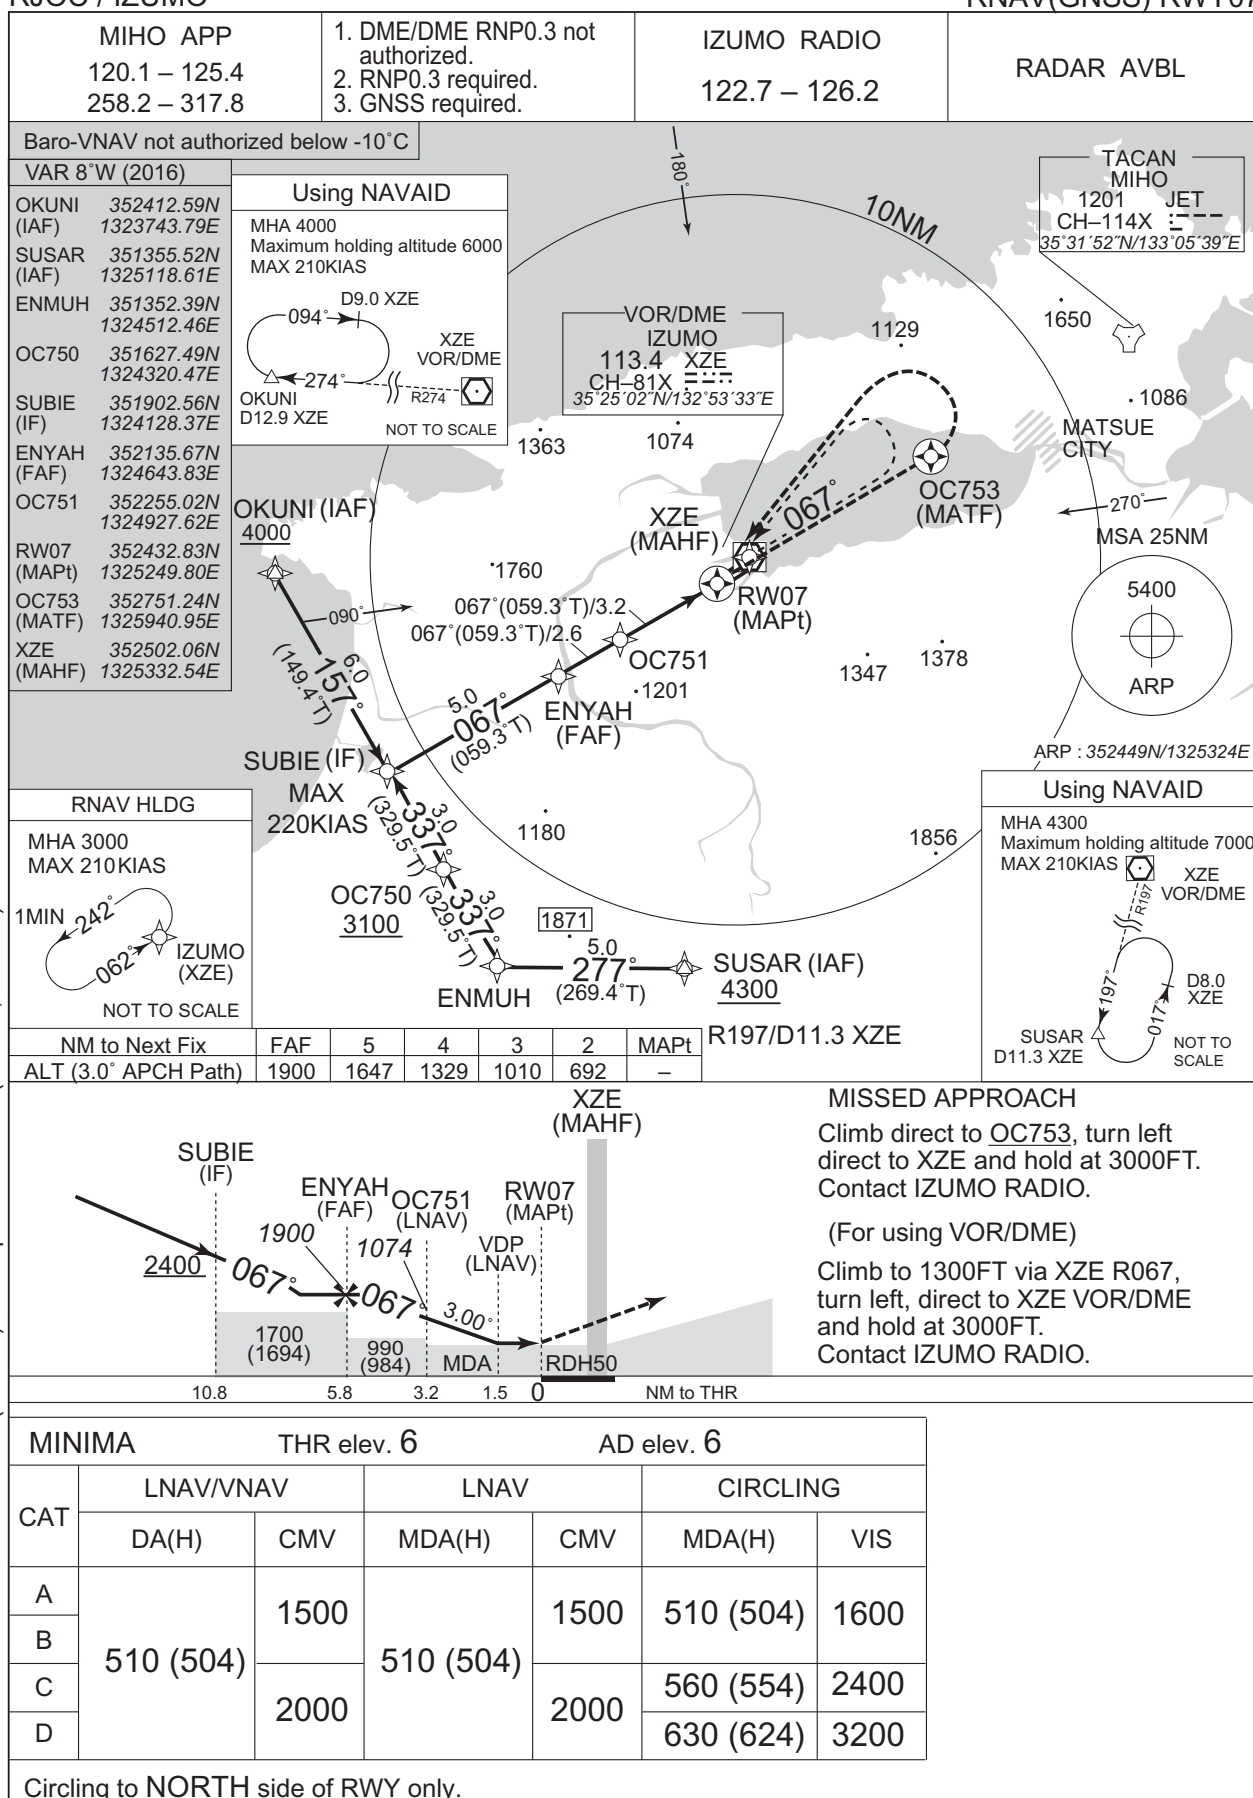 MIHO APP
120.1 – 125.4
258.2 – 317.8
1. DME/DME RNP0.3 not
authorized.
2. RNP0.3 required.
3. GNSS required.
IZUMO RADIO
122.7 – 126.2
RADAR AVBL
Baro-VNAV not authorized below -10˚C
VAR 8˚W (2016)
OKUNI 352412.59N
(IAF) 1323743.79E
SUSAR 351355.52N
(IAF) 1325118.61E
ENMUH 351352.39N
1324512.46E
OC750 351627.49N
1324320.47E
SUBIE 351902.56N
(IF) 1324128.37E
ENYAH 352135.67N
(FAF) 1324643.83E
OC751 352255.02N
1324927.62E
RW07 352432.83N
(MAPt) 1325249.80E
OC753 352751.24N
(MATF) 1325940.95E
XZE 352502.06N
(MAHF) 1325332.54E
Using NAVAID
MHA 4000
Maximum holding altitude 6000
MAX 210KIAS
D9.0 XZE
094˚
XZE
VOR/DME
274˚
R274
OKUNI
D12.9 XZE
NOT TO SCALE
180˚
10NM
TACAN
MIHO
1201 JET
CH–114X
35˚31´52˝N/133˚05´39˝E
VOR/DME
IZUMO
113.4 XZE
CH–81X
35˚25´02˝N/132˚53´33˝E
1129
1650
1086
1363
1074
MATSUE
CITY
OKUNI (IAF)
4000
XZE
(MAHF)
067˚
OC753
(MATF)
270˚
MSA 25NM
5400
ARP
1760
090˚
067˚(059.3˚T)/3.2
067˚(059.3˚T)/2.6
RW07
(MAPt)
OC751
1347
1378
1201
6.0
157˚
(149.4˚T)
5.0
067˚
(059.3˚T)
ENYAH
(FAF)
ARP : 352449N/1325324E
SUBIE (IF)
MAX
220KIAS
3.0
337˚
(329.5˚T)
1180
1856
OC750
3100
3.0
337˚
(329.5˚T)
1871
5.0
277˚
(269.4˚T)
ENMUH
SUSAR (IAF)
4300
R197/D11.3 XZE
RNAV HLDG
MHA 3000
MAX 210KIAS
1MIN
242˚
062˚
IZUMO
(XZE)
NOT TO SCALE
Using NAVAID
MHA 4300
Maximum holding altitude 7000
MAX 210KIAS
XZE
VOR/DME
R197
197˚
017˚
D8.0
XZE
SUSAR
D11.3 XZE
NOT TO
SCALE
NM to Next Fix FAF 5 4 3 2 MAPt
ALT (3.0˚ APCH Path) 1900 1647 1329 1010 692 –
XZE
(MAHF)
SUBIE
(IF)
ENYAH
(FAF)
OC751
(LNAV)
RW07
(MAPt)
VDP
(LNAV)
1900
1074
2400
067˚
067˚
3.00˚
1700
(1694)
990
(984)
MDA
RDH50
10.8 5.8 3.2 1.5 0 NM to THR
MISSED APPROACH
Climb direct to OC753, turn left
direct to XZE and hold at 3000FT.
Contact IZUMO RADIO.
(For using VOR/DME)
Climb to 1300FT via XZE R067,
turn left, direct to XZE VOR/DME
and hold at 3000FT.
Contact IZUMO RADIO.
MINIMA THR elev. 6 AD elev. 6
CAT LNAV/VNAV LNAV CIRCLING
DA(H) CMV MDA(H) CMV MDA(H) VIS
A
B
510 (504) 1500 510 (504) 1500 510 (504) 1600
C 2000 2000 560 (554) 2400
D 630 (624) 3200
Circling to NORTH side of RWY only.